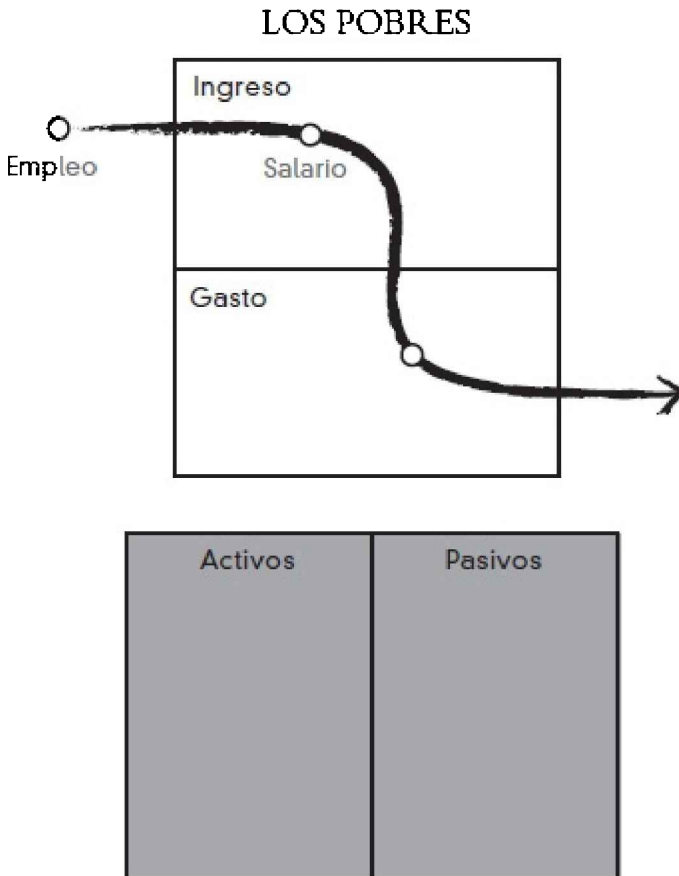 LOS POBRES
Ingreso
Empleo
Salario
Gasto
Activos Pasivos